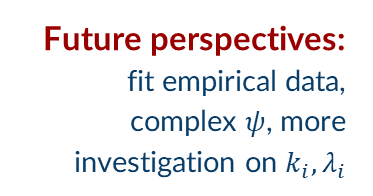 Future perspectives:
fit empirical data,
complex ψ, more
investigation on kᵢ, λᵢ